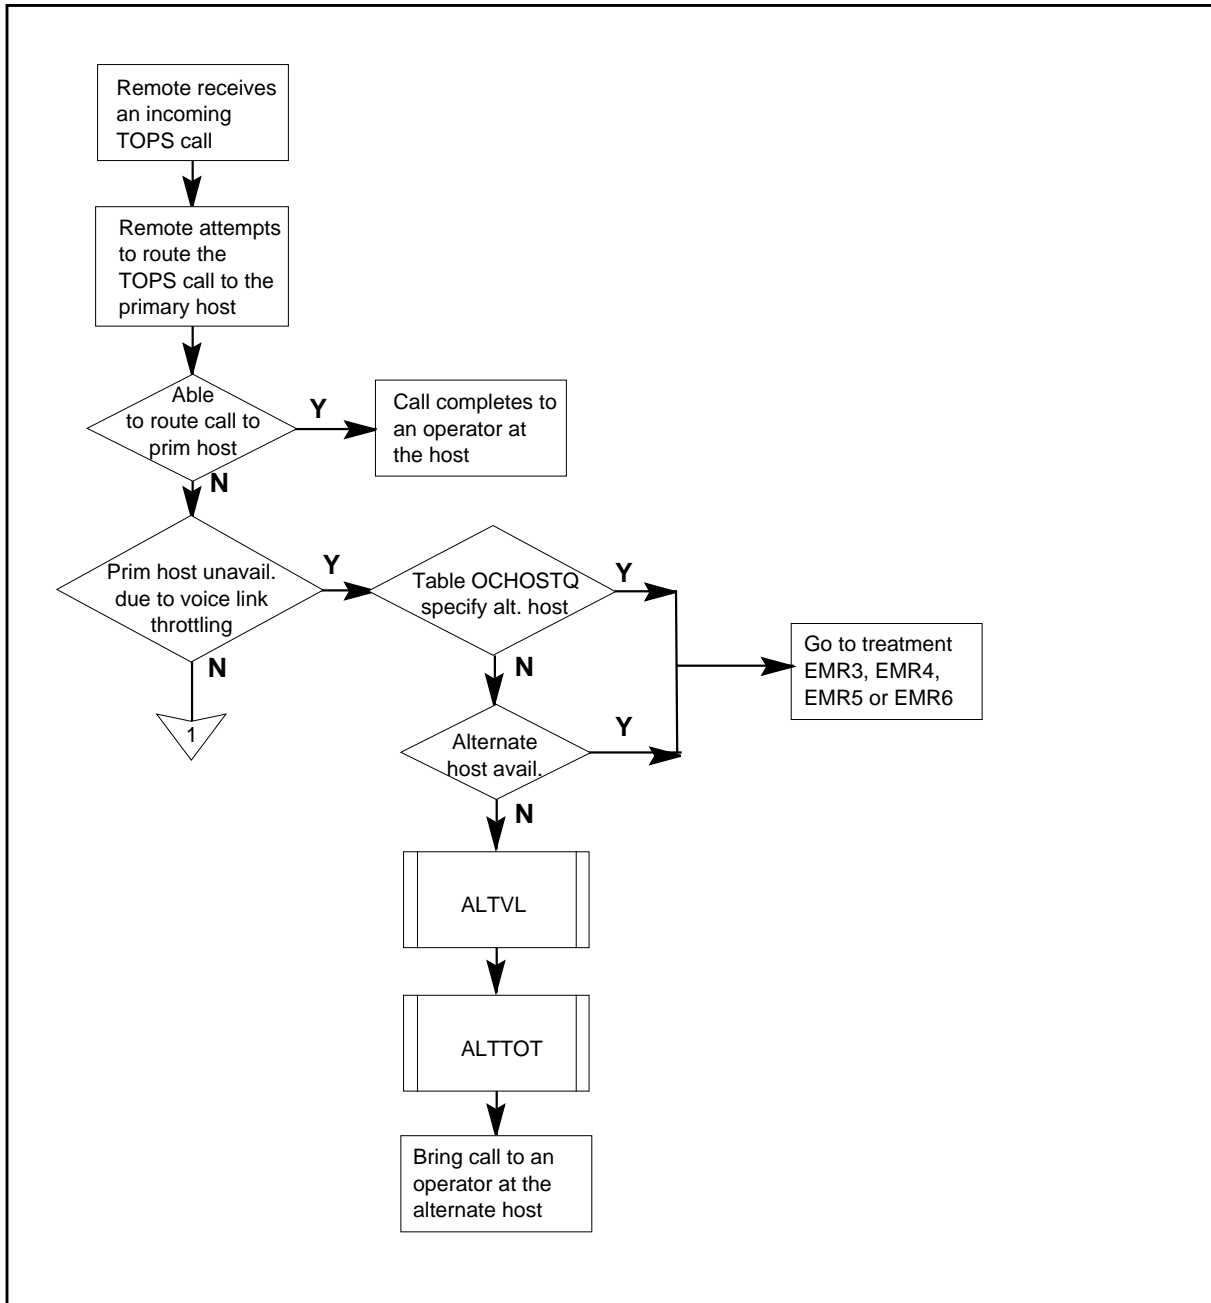 Remote receives
an incoming
TOPS call
Remote attempts
to route the
TOPS call to the
primary host
Able
to route call to
prim host
Y
Call completes to
an operator at
the host
N
Prim host unavail.
due to voice link
throttling
Y
Table OCHOSTQ
specify alt. host
Y
Go to treatment
EMR3, EMR4,
EMR5 or EMR6
N
1
N
Alternate
host avail.
Y
N
ALTVL
ALTTOT
Bring call to an
operator at the
alternate host